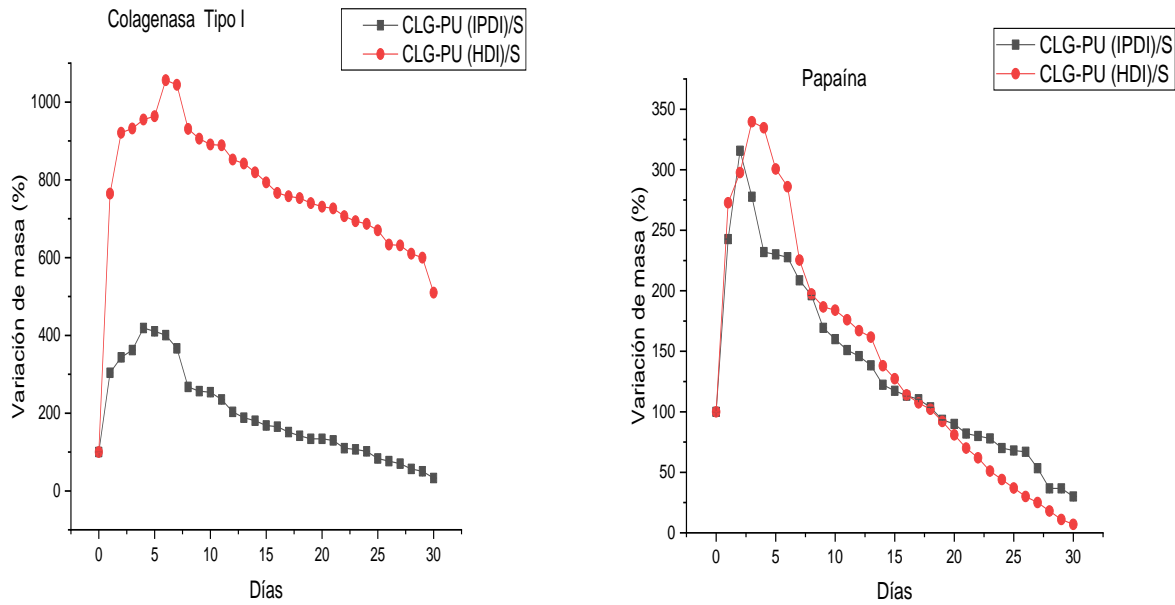 Colagenasa Tipo I
CLG-PU (IPDI)/S
CLG-PU (HDI)/S
Variación de masa (%)
1000
800
600
400
200
0
0 5 10 15 20 25 30
Días
CLG-PU (IPDI)/S
CLG-PU (HDI)/S
Papaína
Variación de masa (%)
350
300
250
200
150
100
50
0
0 5 10 15 20 25 30
Días